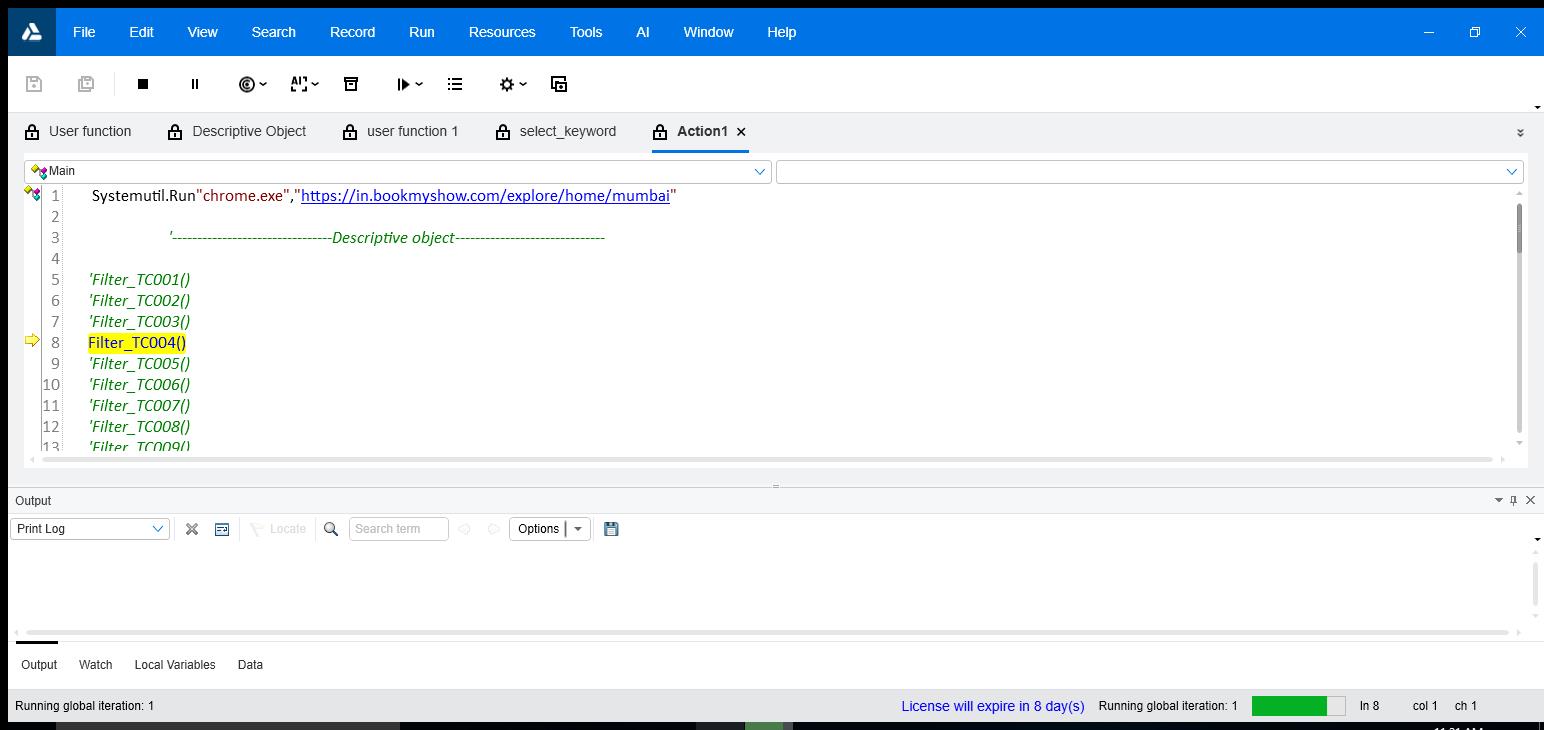 File Edit View Search Record Run Resources Tools AI Window Help
User function Descriptive Object user function 1 select_keyword Action1
Main
1 Systemutil.Run"chrome.exe","https://in.bookmyshow.com/explore/home/mumbai"
2
3 '--------------------------------Descriptive object------------------------------
4
5 'Filter_TC001()
6 'Filter_TC002()
7 'Filter_TC003()
8 Filter_TC004()
9 'Filter_TC005()
10 'Filter_TC006()
11 'Filter_TC007()
12 'Filter_TC008()
13 'Filter_TC009()
Output
Print Log Locate Search term Options
Output Watch Local Variables Data
Running global iteration: 1 License will expire in 8 day(s) Running global iteration: 1 ln 8 col 1 ch 1